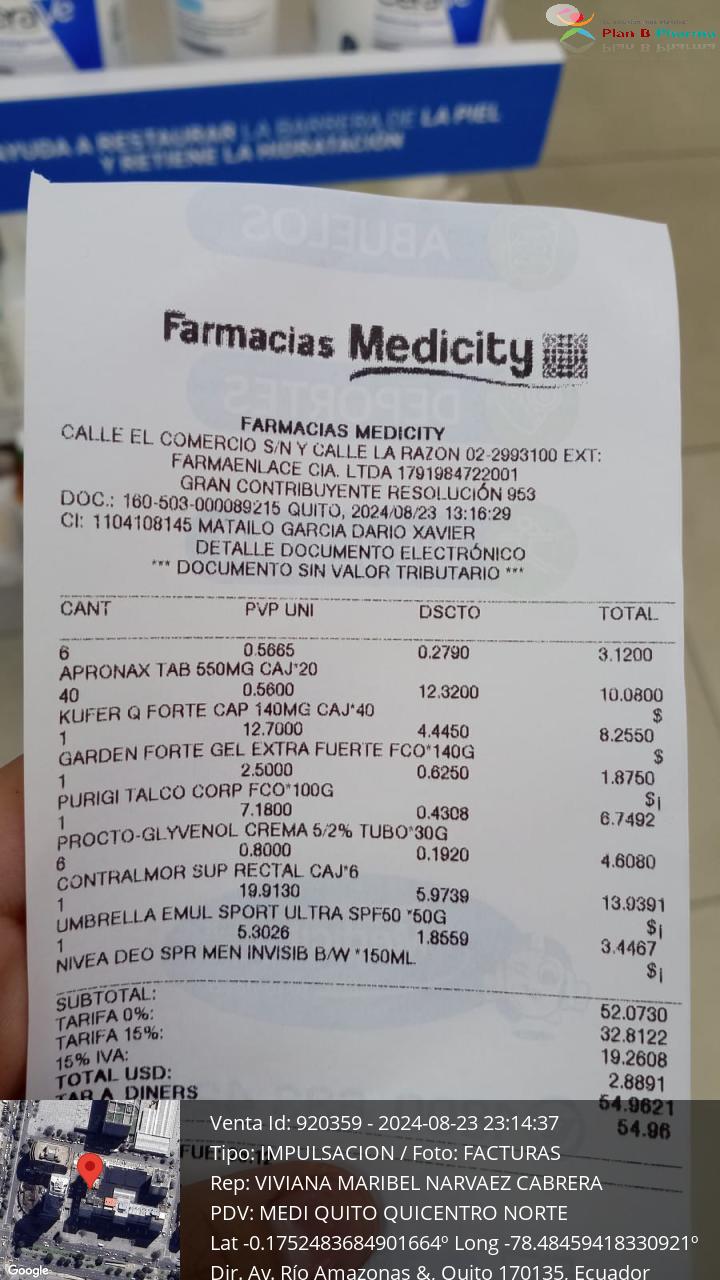 Plan B Pharma
AYUDA A RESTAURAR LA BARRERA DE LA PIEL
Y RETIENE LA HIDRATACIÓN
ABUELOS
DEPORTES
Farmacias Medicity
FARMACIAS MEDICITY
CALLE EL COMERCIO S/N Y CALLE LA RAZON 02-2993100 EXT:
FARMAENLACE CIA. LTDA 1791984722001
GRAN CONTRIBUYENTE RESOLUCIÓN 953
DOC.: 160-503-000089215 QUITO, 2024/08/23 13:16:29
CI: 1104108145 MATAILO GARCIA DARIO XAVIER
DETALLE DOCUMENTO ELECTRÓNICO
*** DOCUMENTO SIN VALOR TRIBUTARIO ***
CANT PVP UNI DSCTO TOTAL
6 0.5665 0.2790 3.1200
APRONAX TAB 550MG CAJ*20
40 0.5600 12.3200 10.0800
KUFER Q FORTE CAP 140MG CAJ*40 $
1 12.7000 4.4450 8.2550
GARDEN FORTE GEL EXTRA FUERTE FCO*140G $
1 2.5000 0.6250 1.8750
PURIGI TALCO CORP FCO*100G $¡
1 7.1800 0.4308 6.7492
PROCTO-GLYVENOL CREMA 5/2% TUBO*30G
6 0.8000 0.1920 4.6080
CONTRALMOR SUP RECTAL CAJ*6
1 19.9130 5.9739 13.9391
UMBRELLA EMUL SPORT ULTRA SPF50 *50G $¡
1 5.3026 1.8559 3.4467
NIVEA DEO SPR MEN INVISIB B/W *150ML $¡
SUBTOTAL: 52.0730
TARIFA 0%: 32.8122
TARIFA 15%: 19.2608
15% IVA: 2.8891
TOTAL USD: 54.9621
TAR A DINERS 54.96
Venta Id: 920359 - 2024-08-23 23:14:37
Tipo: IMPULSACION / Foto: FACTURAS
Rep: VIVIANA MARIBEL NARVAEZ CABRERA
PDV: MEDI QUITO QUICENTRO NORTE
Lat -0.1752483684901664º Long -78.48459418330921º
Dir. Av. Río Amazonas &, Quito 170135, Ecuador
Google